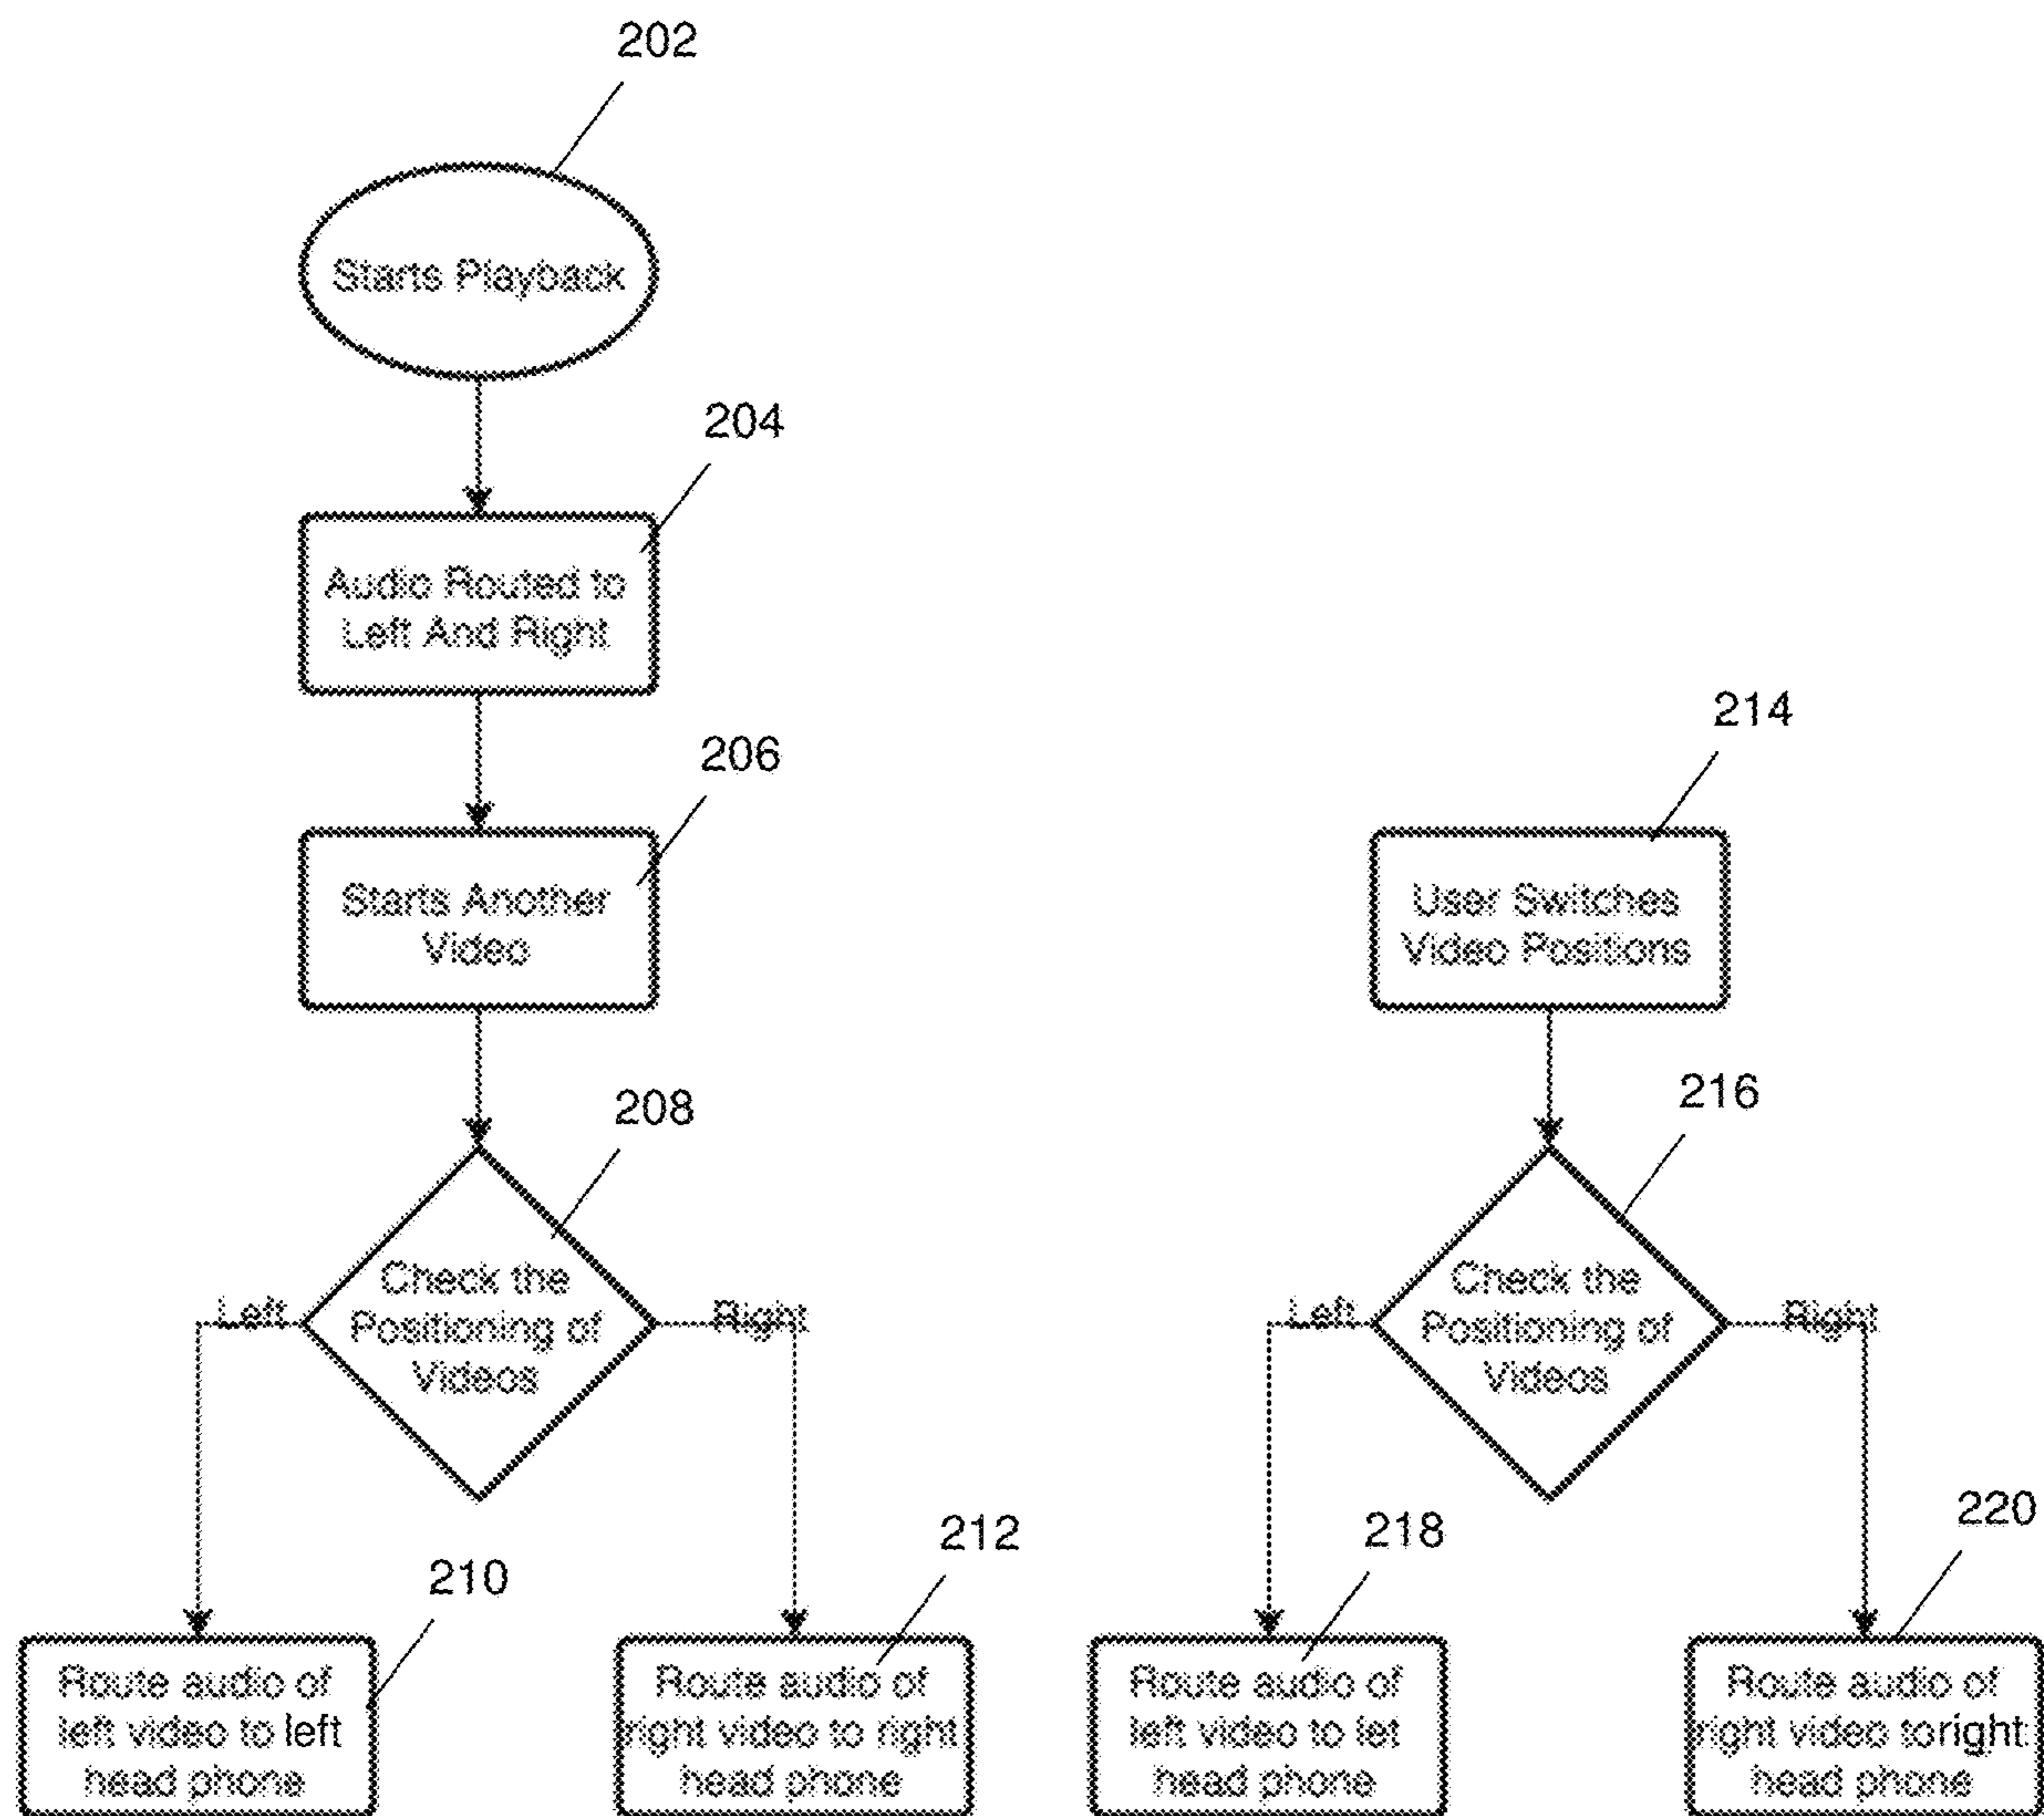 202
Starts Playback
204
Audio Routed to
Left And Right
206
Starts Another
Video
208
Check the
Positioning of
Videos
Left
Right
210
Route audio of
left video to left
head phone
212
Route audio of
right video to right
head phone
214
User Switches
Video Positions
216
Check the
Positioning of
Videos
Left
Right
218
Route audio of
left video to let
head phone
220
Route audio of
right video to right
head phone